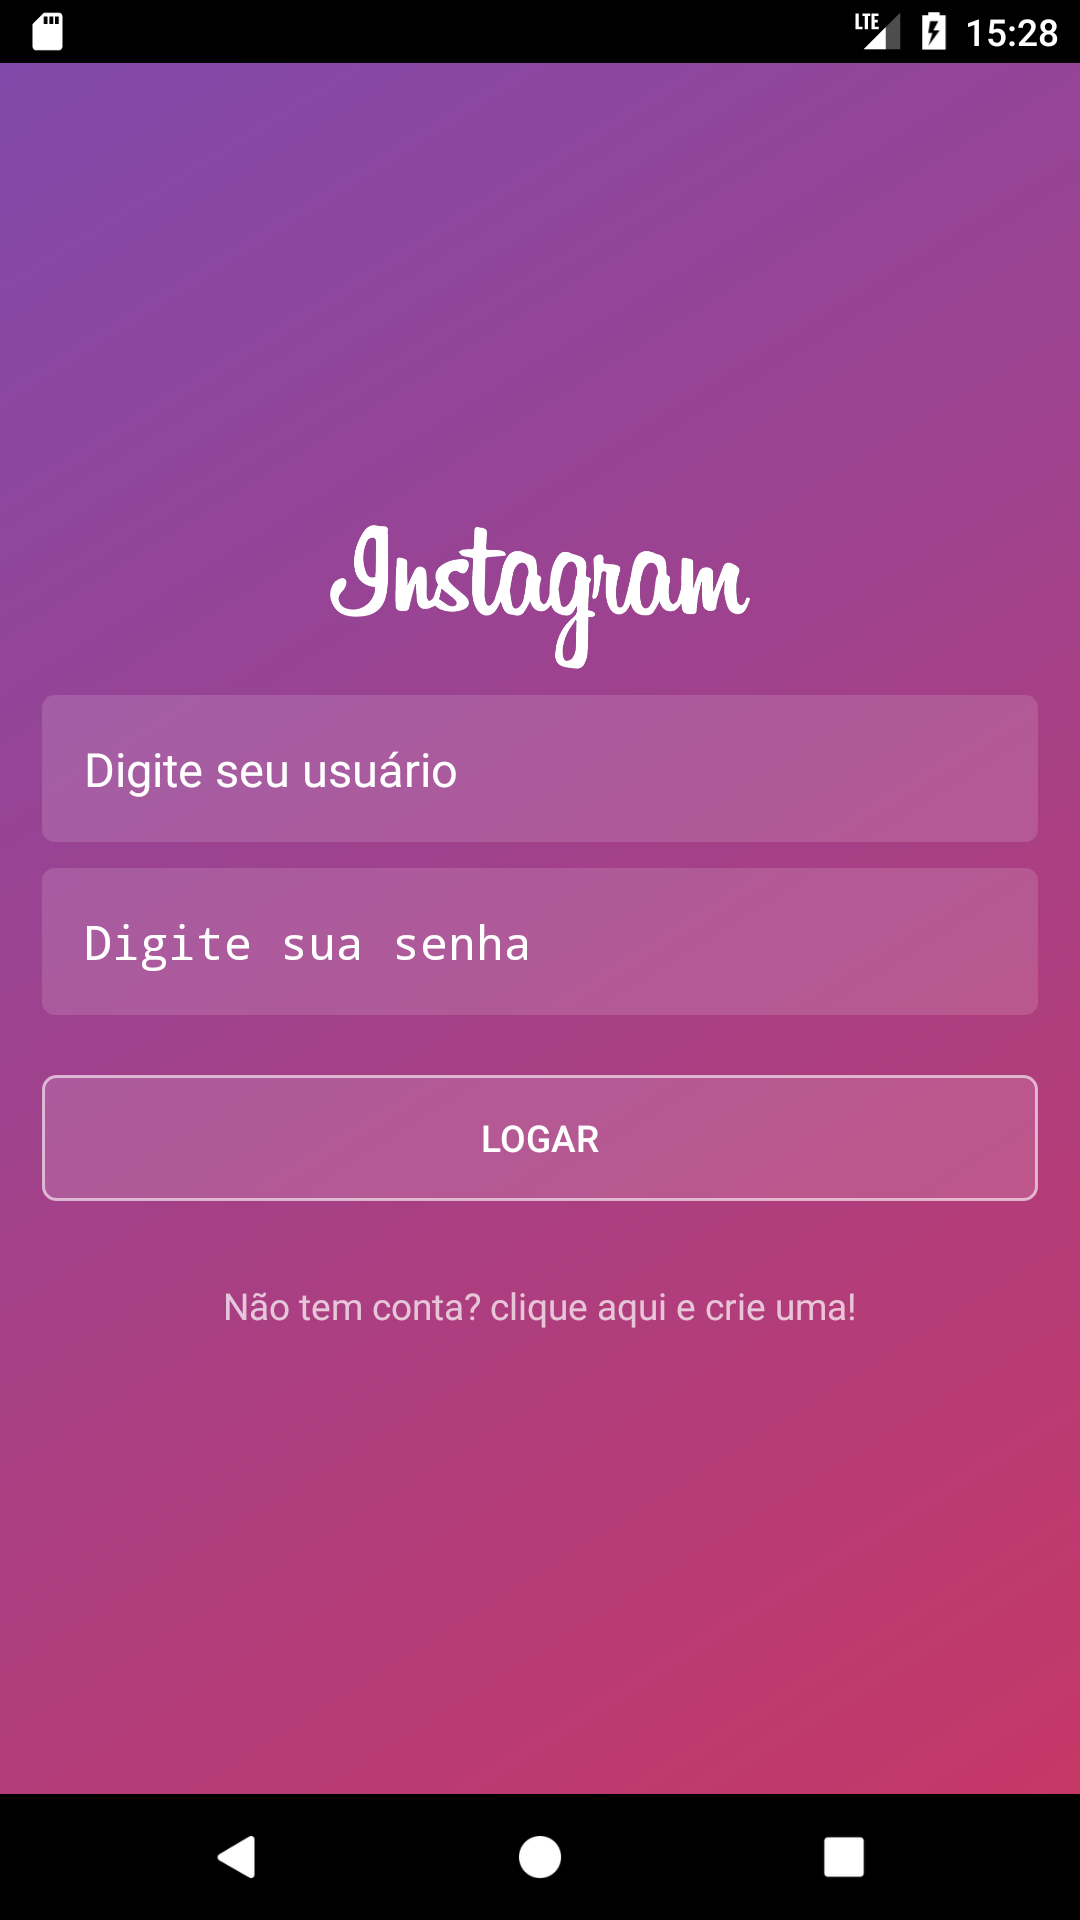 LTE 15:28
Instagram
Digite seu usuário
Digite sua senha
LOGAR
Não tem conta? clique aqui e crie uma!